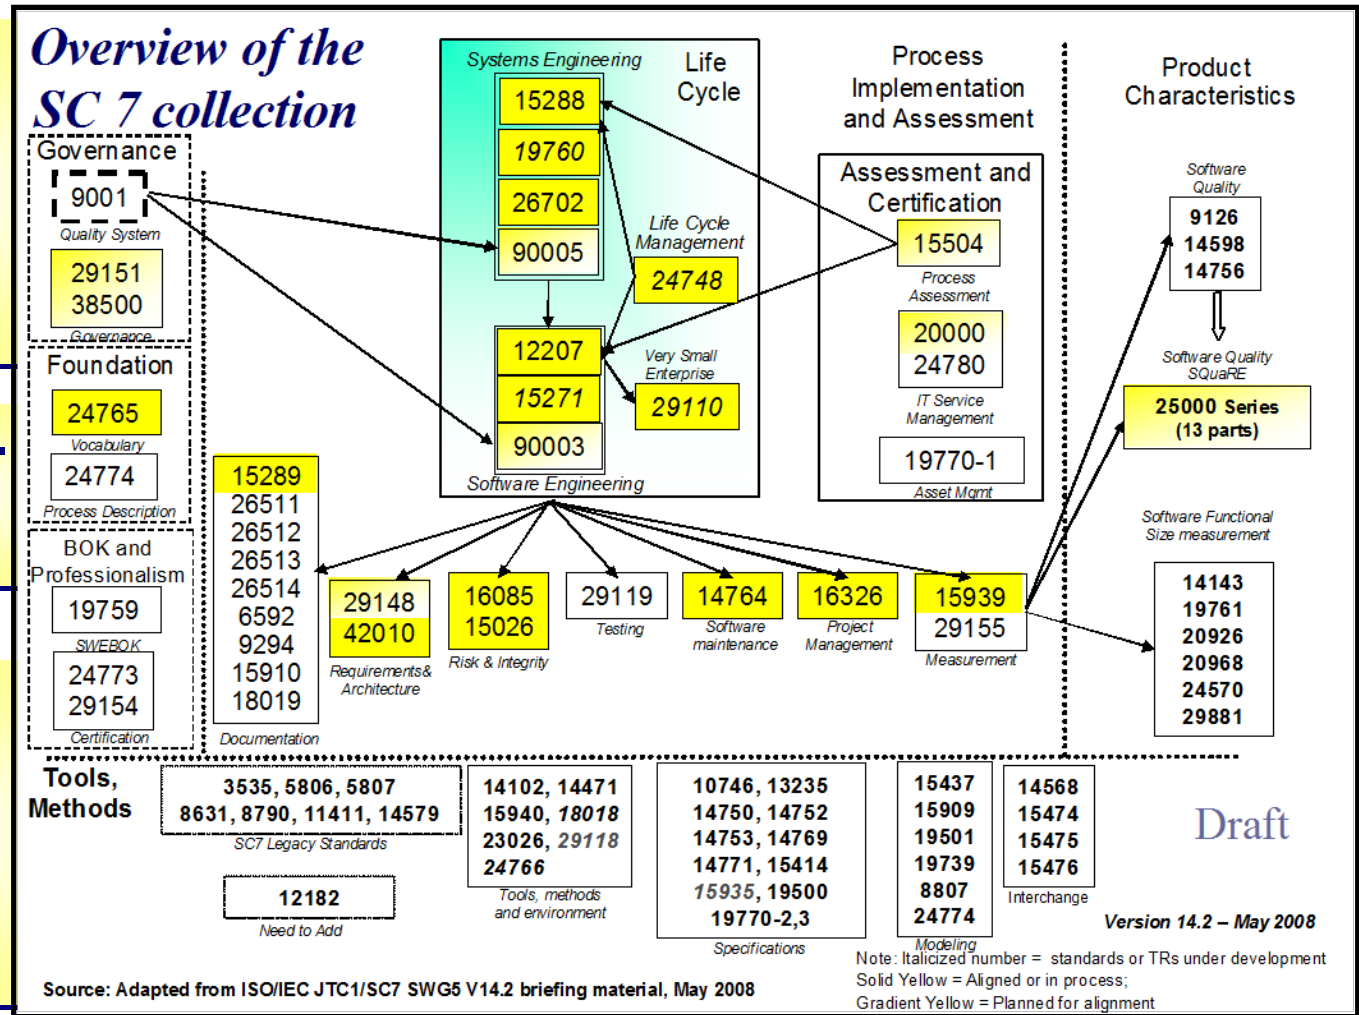 Overview of the
SC 7 collection
Governance
9001
Quality System
29151
38500
Governance
Foundation
24765
Vocabulary
24774
Process Description
BOK and
Professionalism
19759
SWEBOK
24773
29154
Certification
15289
26511
26512
26513
26514
6592
9294
15910
18019
Documentation
Systems Engineering
Life
Cycle
15288
19760
26702
90005
Life Cycle
Management
24748
12207
15271
90003
Very Small
Enterprise
29110
Software Engineering
29148
42010
Requirements&
Architecture
16085
15026
Risk & Integrity
29119
Testing
14764
Software
maintenance
16326
Project
Management
15939
29155
Measurement
Process
Implementation
and Assessment
Assessment and
Certification
15504
Process
Assessment
20000
24780
IT Service
Management
19770-1
Asset Mgmt
Product
Characteristics
Software
Quality
9126
14598
14756
Software Quality
SQuaRE
25000 Series
(13 parts)
Software Functional
Size measurement
14143
19761
20926
20968
24570
29881
Tools,
Methods
3535, 5806, 5807
8631, 8790, 11411, 14579
SC7 Legacy Standards
12182
Need to Add
14102, 14471
15940, 18018
23026, 29118
24766
Tools, methods
and environment
10746, 13235
14750, 14752
14753, 14769
14771, 15414
15935, 19500
19770-2,3
Specifications
15437
15909
19501
19739
8807
24774
Modeling
14568
15474
15475
15476
Interchange
Draft
Version 14.2 – May 2008
Note: Italicized number = standards or TRs under development
Solid Yellow = Aligned or in process;
Gradient Yellow = Planned for alignment
Source: Adapted from ISO/IEC JTC1/SC7 SWG5 V14.2 briefing material, May 2008